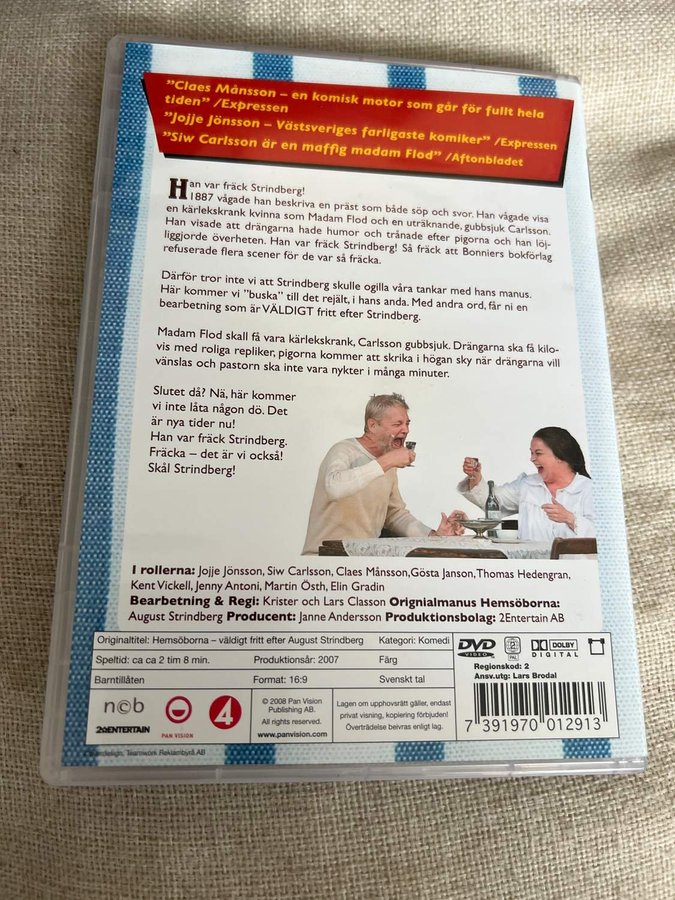 "Claes Månsson – en komisk motor som går för fullt hela
tiden" /Expressen
"Jojje Jönsson – Västsveriges farligaste komiker" /Expressen
"Siw Carlsson är en maffig madam Flod" /Aftonbladet
Han var fräck Strindberg!
1887 vågade han beskriva en präst som både söp och svor. Han vågade visa
en kärlekskrank kvinna som Madam Flod och en uträknande, gubbsjuk Carlsson.
Han visade att drängarna hade humor och trånade efter pigorna och han löj-
liggjorde överheten. Han var fräck Strindberg! Så fräck att Bonniers bokförlag
refuserade flera scener för de var så fräcka.
Därför tror inte vi att Strindberg skulle ogilla våra tankar med hans manus.
Här kommer vi "buska" till det rejält, i hans anda. Med andra ord, får ni en
bearbetning som är VÄLDIGT fritt efter Strindberg.
Madam Flod skall få vara kärlekskrank, Carlsson gubbsjuk. Drängarna ska få kilo-
vis med roliga repliker, pigorna kommer att skrika i högan sky när drängarna vill
vänslas och pastorn ska inte vara nykter i många minuter.
Slutet då? Nä, här kommer
vi inte låta någon dö. Det
är nya tider nu!
Han var fräck Strindberg.
Fräcka – det är vi också!
Skål Strindberg!
I rollerna: Jojje Jönsson, Siw Carlsson, Claes Månsson,Gösta Janson,Thomas Hedengran,
Kent Vickell, Jenny Antoni, Martin Östh, Elin Gradin
Bearbetning & Regi: Krister och Lars Classon Orignialmanus Hemsöborna:
August Strindberg Producent: Janne Andersson Produktionsbolag: 2Entertain AB
Originaltitel: Hemsöborna – väldigt fritt efter August Strindberg Kategori: Komedi
Speltid: ca ca 2 tim 8 min. Produktionsår: 2007 Färg
Barntillåten Format: 16:9 Svenskt tal
DVD VIDEO 2 PAL DOLBY DIGITAL
Regionskod: 2
Ansv.utg: Lars Brodal
7 391970 012913
ncb
2ENTERTAIN
PAN VISION
4
© 2008 Pan Vision
Publishing AB.
All rights reserved.
www.panvision.com
Lagen om upphovsrätt gäller, endast
privat visning, kopiering förbjuden!
Överträdelse beivras enligt lag.
Teamwork Reklambyrå AB